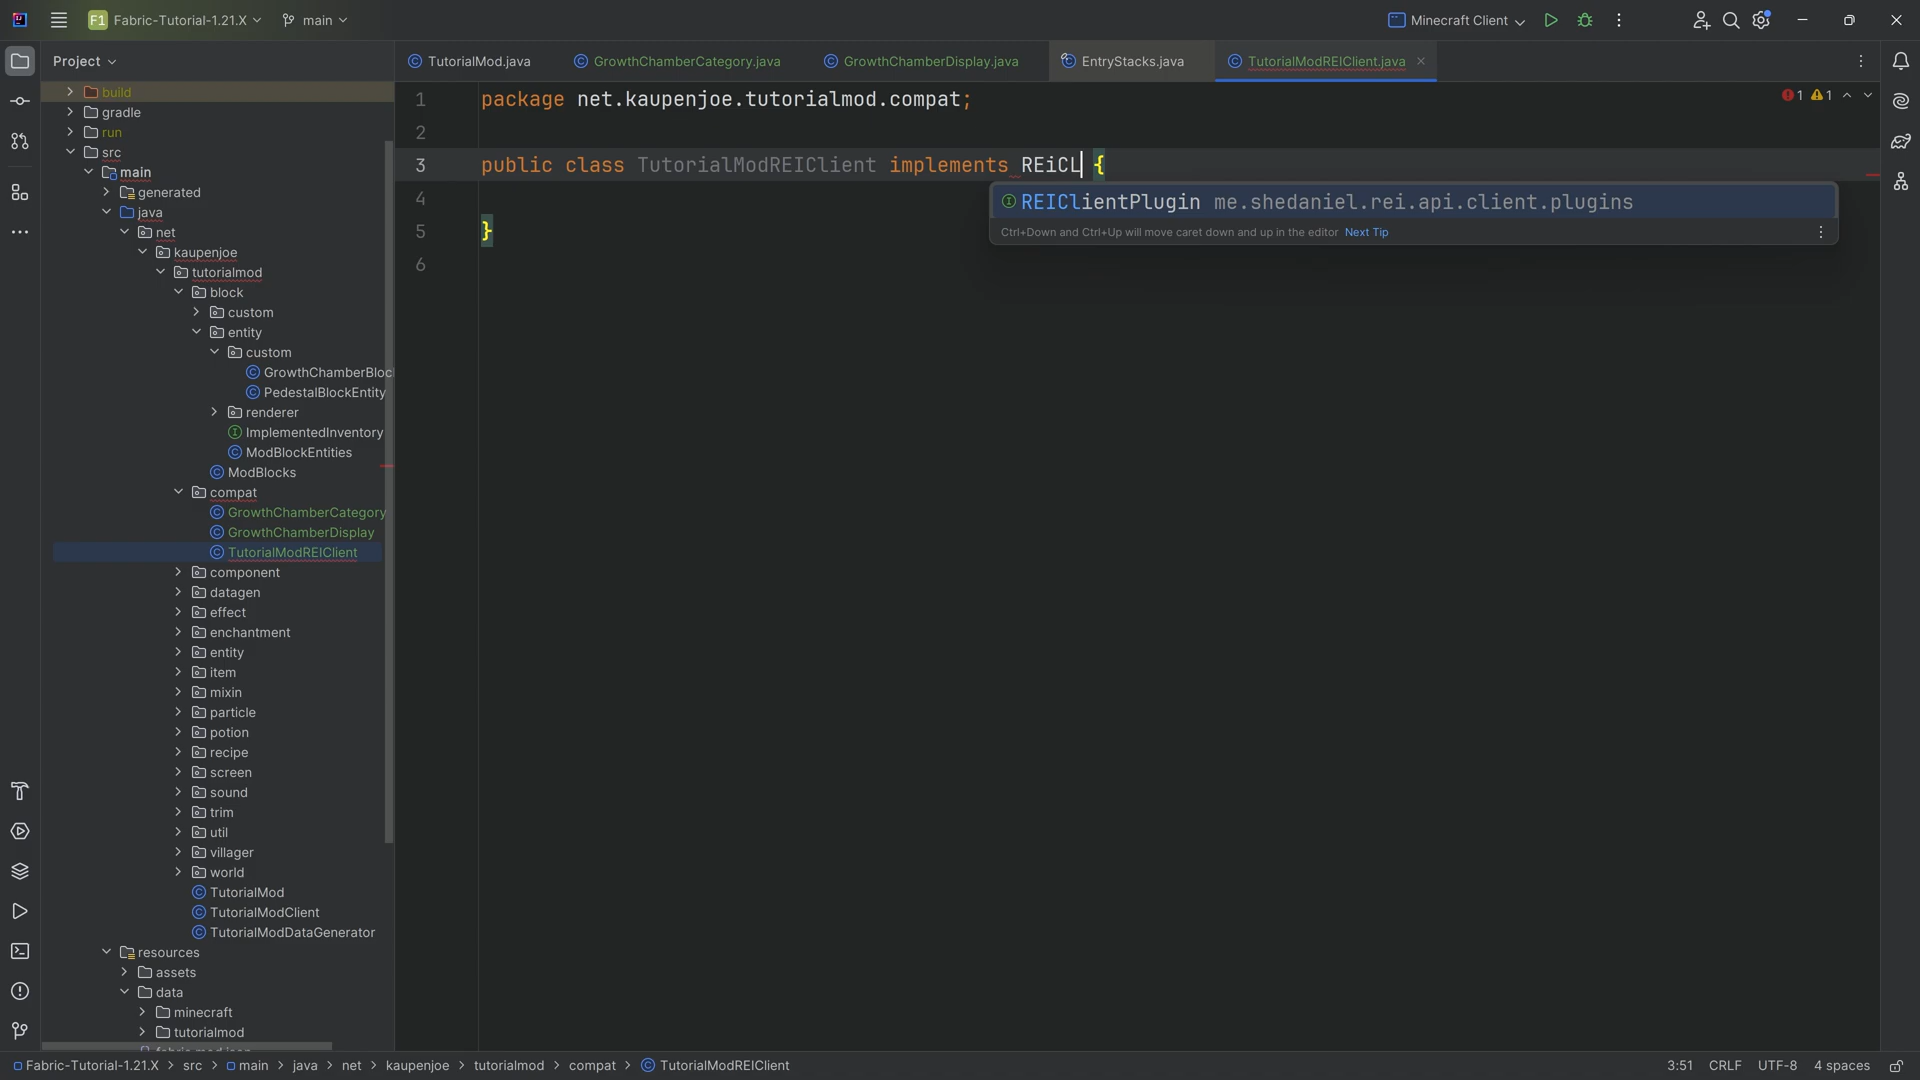 F1 Fabric-Tutorial-1.21.X main Minecraft Client
Project
TutorialMod.java GrowthChamberCategory.java GrowthChamberDisplay.java EntryStacks.java TutorialModREIClient.java
build
gradle
run
src
main
generated
java
net
kaupenjoe
tutorialmod
block
custom
entity
custom
GrowthChamberBloc
PedestalBlockEntity
renderer
ImplementedInventory
ModBlockEntities
ModBlocks
compat
GrowthChamberCategory
GrowthChamberDisplay
TutorialModREIClient
component
datagen
effect
enchantment
entity
item
mixin
particle
potion
recipe
screen
sound
trim
util
villager
world
TutorialMod
TutorialModClient
TutorialModDataGenerator
resources
assets
data
minecraft
tutorialmod
1 package net.kaupenjoe.tutorialmod.compat;
2
3 public class TutorialModREIClient implements REiCL {
4
5 }
6
1 1
REIClientPlugin me.shedaniel.rei.api.client.plugins
Ctrl+Down and Ctrl+Up will move caret down and up in the editor Next Tip
Fabric-Tutorial-1.21.X > src > main > java > net > kaupenjoe > tutorialmod > compat > TutorialModREIClient
3:51 CRLF UTF-8 4 spaces